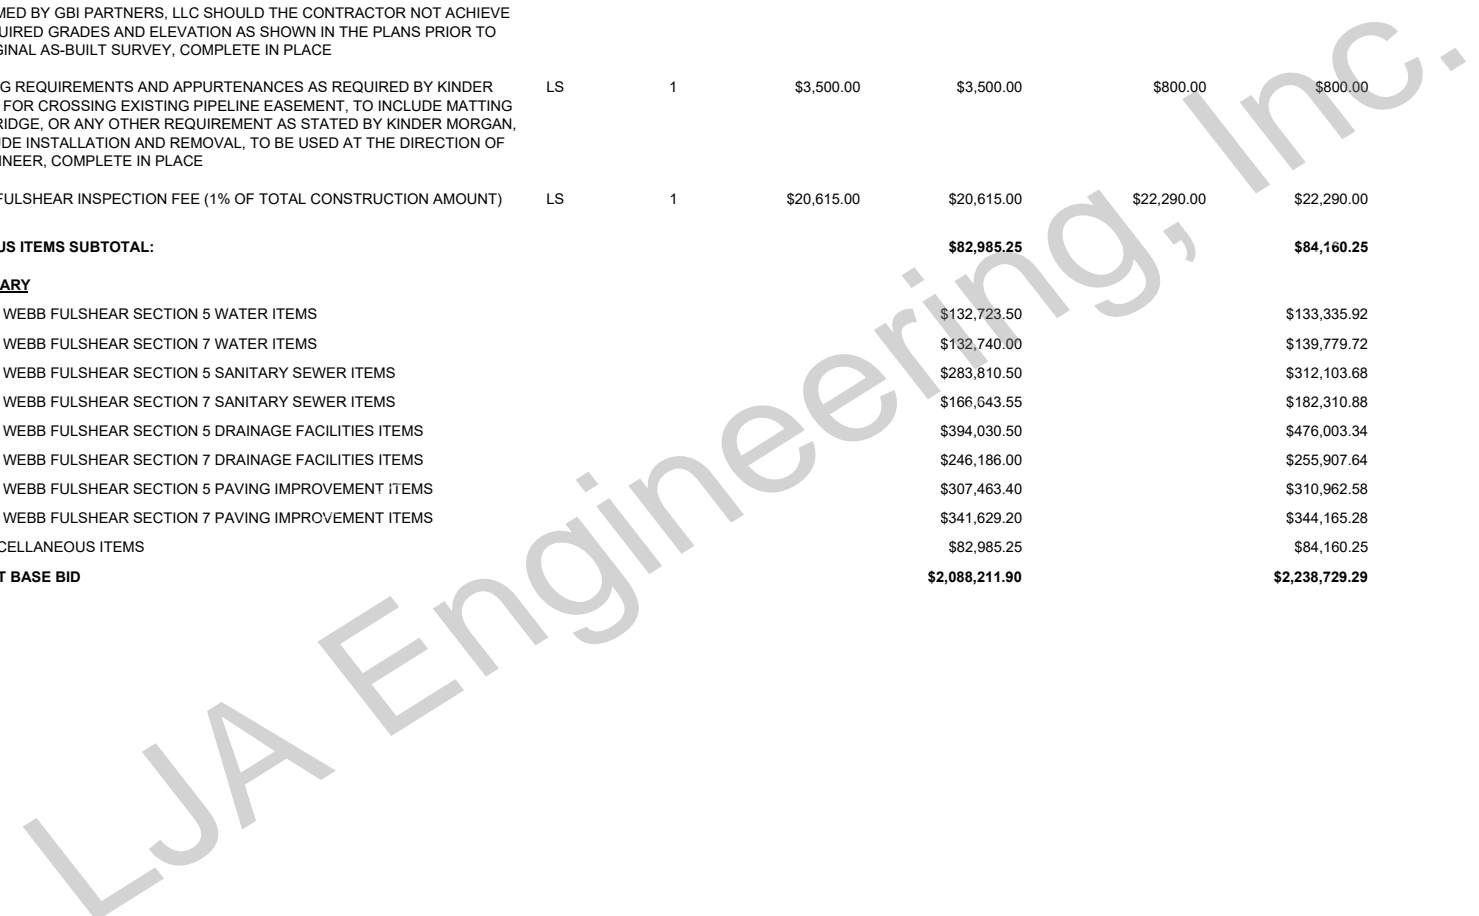 MED BY GBI PARTNERS, LLC SHOULD THE CONTRACTOR NOT ACHIEVE
UIRED GRADES AND ELEVATION AS SHOWN IN THE PLANS PRIOR TO
GINAL AS-BUILT SURVEY, COMPLETE IN PLACE
G REQUIREMENTS AND APPURTENANCES AS REQUIRED BY KINDER LS 1 $3,500.00 $3,500.00 $800.00 $800.00
FOR CROSSING EXISTING PIPELINE EASEMENT, TO INCLUDE MATTING
RIDGE, OR ANY OTHER REQUIREMENT AS STATED BY KINDER MORGAN,
DE INSTALLATION AND REMOVAL, TO BE USED AT THE DIRECTION OF
INEER, COMPLETE IN PLACE
FULSHEAR INSPECTION FEE (1% OF TOTAL CONSTRUCTION AMOUNT) LS 1 $20,615.00 $20,615.00 $22,290.00 $22,290.00
US ITEMS SUBTOTAL: $82,985.25 $84,160.25
ARY
WEBB FULSHEAR SECTION 5 WATER ITEMS $132,723.50 $133,335.92
WEBB FULSHEAR SECTION 7 WATER ITEMS $132,740.00 $139,779.72
WEBB FULSHEAR SECTION 5 SANITARY SEWER ITEMS $283,810.50 $312,103.68
WEBB FULSHEAR SECTION 7 SANITARY SEWER ITEMS $166,643.55 $182,310.88
WEBB FULSHEAR SECTION 5 DRAINAGE FACILITIES ITEMS $394,030.50 $476,003.34
WEBB FULSHEAR SECTION 7 DRAINAGE FACILITIES ITEMS $246,186.00 $255,907.64
WEBB FULSHEAR SECTION 5 PAVING IMPROVEMENT ITEMS $307,463.40 $310,962.58
WEBB FULSHEAR SECTION 7 PAVING IMPROVEMENT ITEMS $341,629.20 $344,165.28
CELLANEOUS ITEMS $82,985.25 $84,160.25
T BASE BID $2,088,211.90 $2,238,729.29
LJA Engineering, Inc.